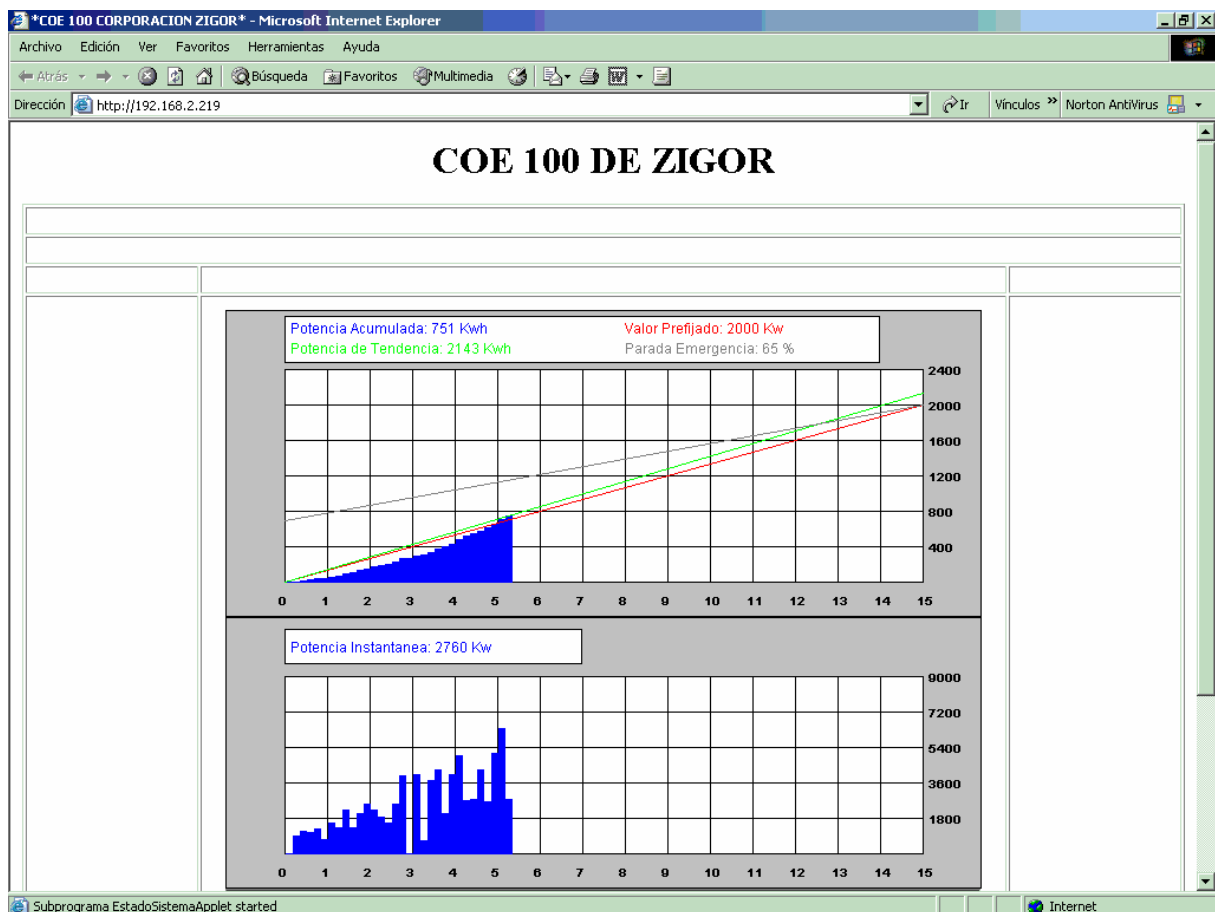 *COE 100 CORPORACION ZIGOR* - Microsoft Internet Explorer
Archivo Edición Ver Favoritos Herramientas Ayuda
Atrás Búsqueda Favoritos Multimedia
Dirección http://192.168.2.219 Ir Vínculos » Norton AntiVirus
COE 100 DE ZIGOR
Potencia Acumulada: 751 Kwh Valor Prefijado: 2000 Kw
Potencia de Tendencia: 2143 Kwh Parada Emergencia: 65 %
2400
2000
1600
1200
800
400
0 1 2 3 4 5 6 7 8 9 10 11 12 13 14 15
Potencia Instantanea: 2760 Kw
9000
7200
5400
3600
1800
0 1 2 3 4 5 6 7 8 9 10 11 12 13 14 15
Subprograma EstadoSistemaApplet started Internet